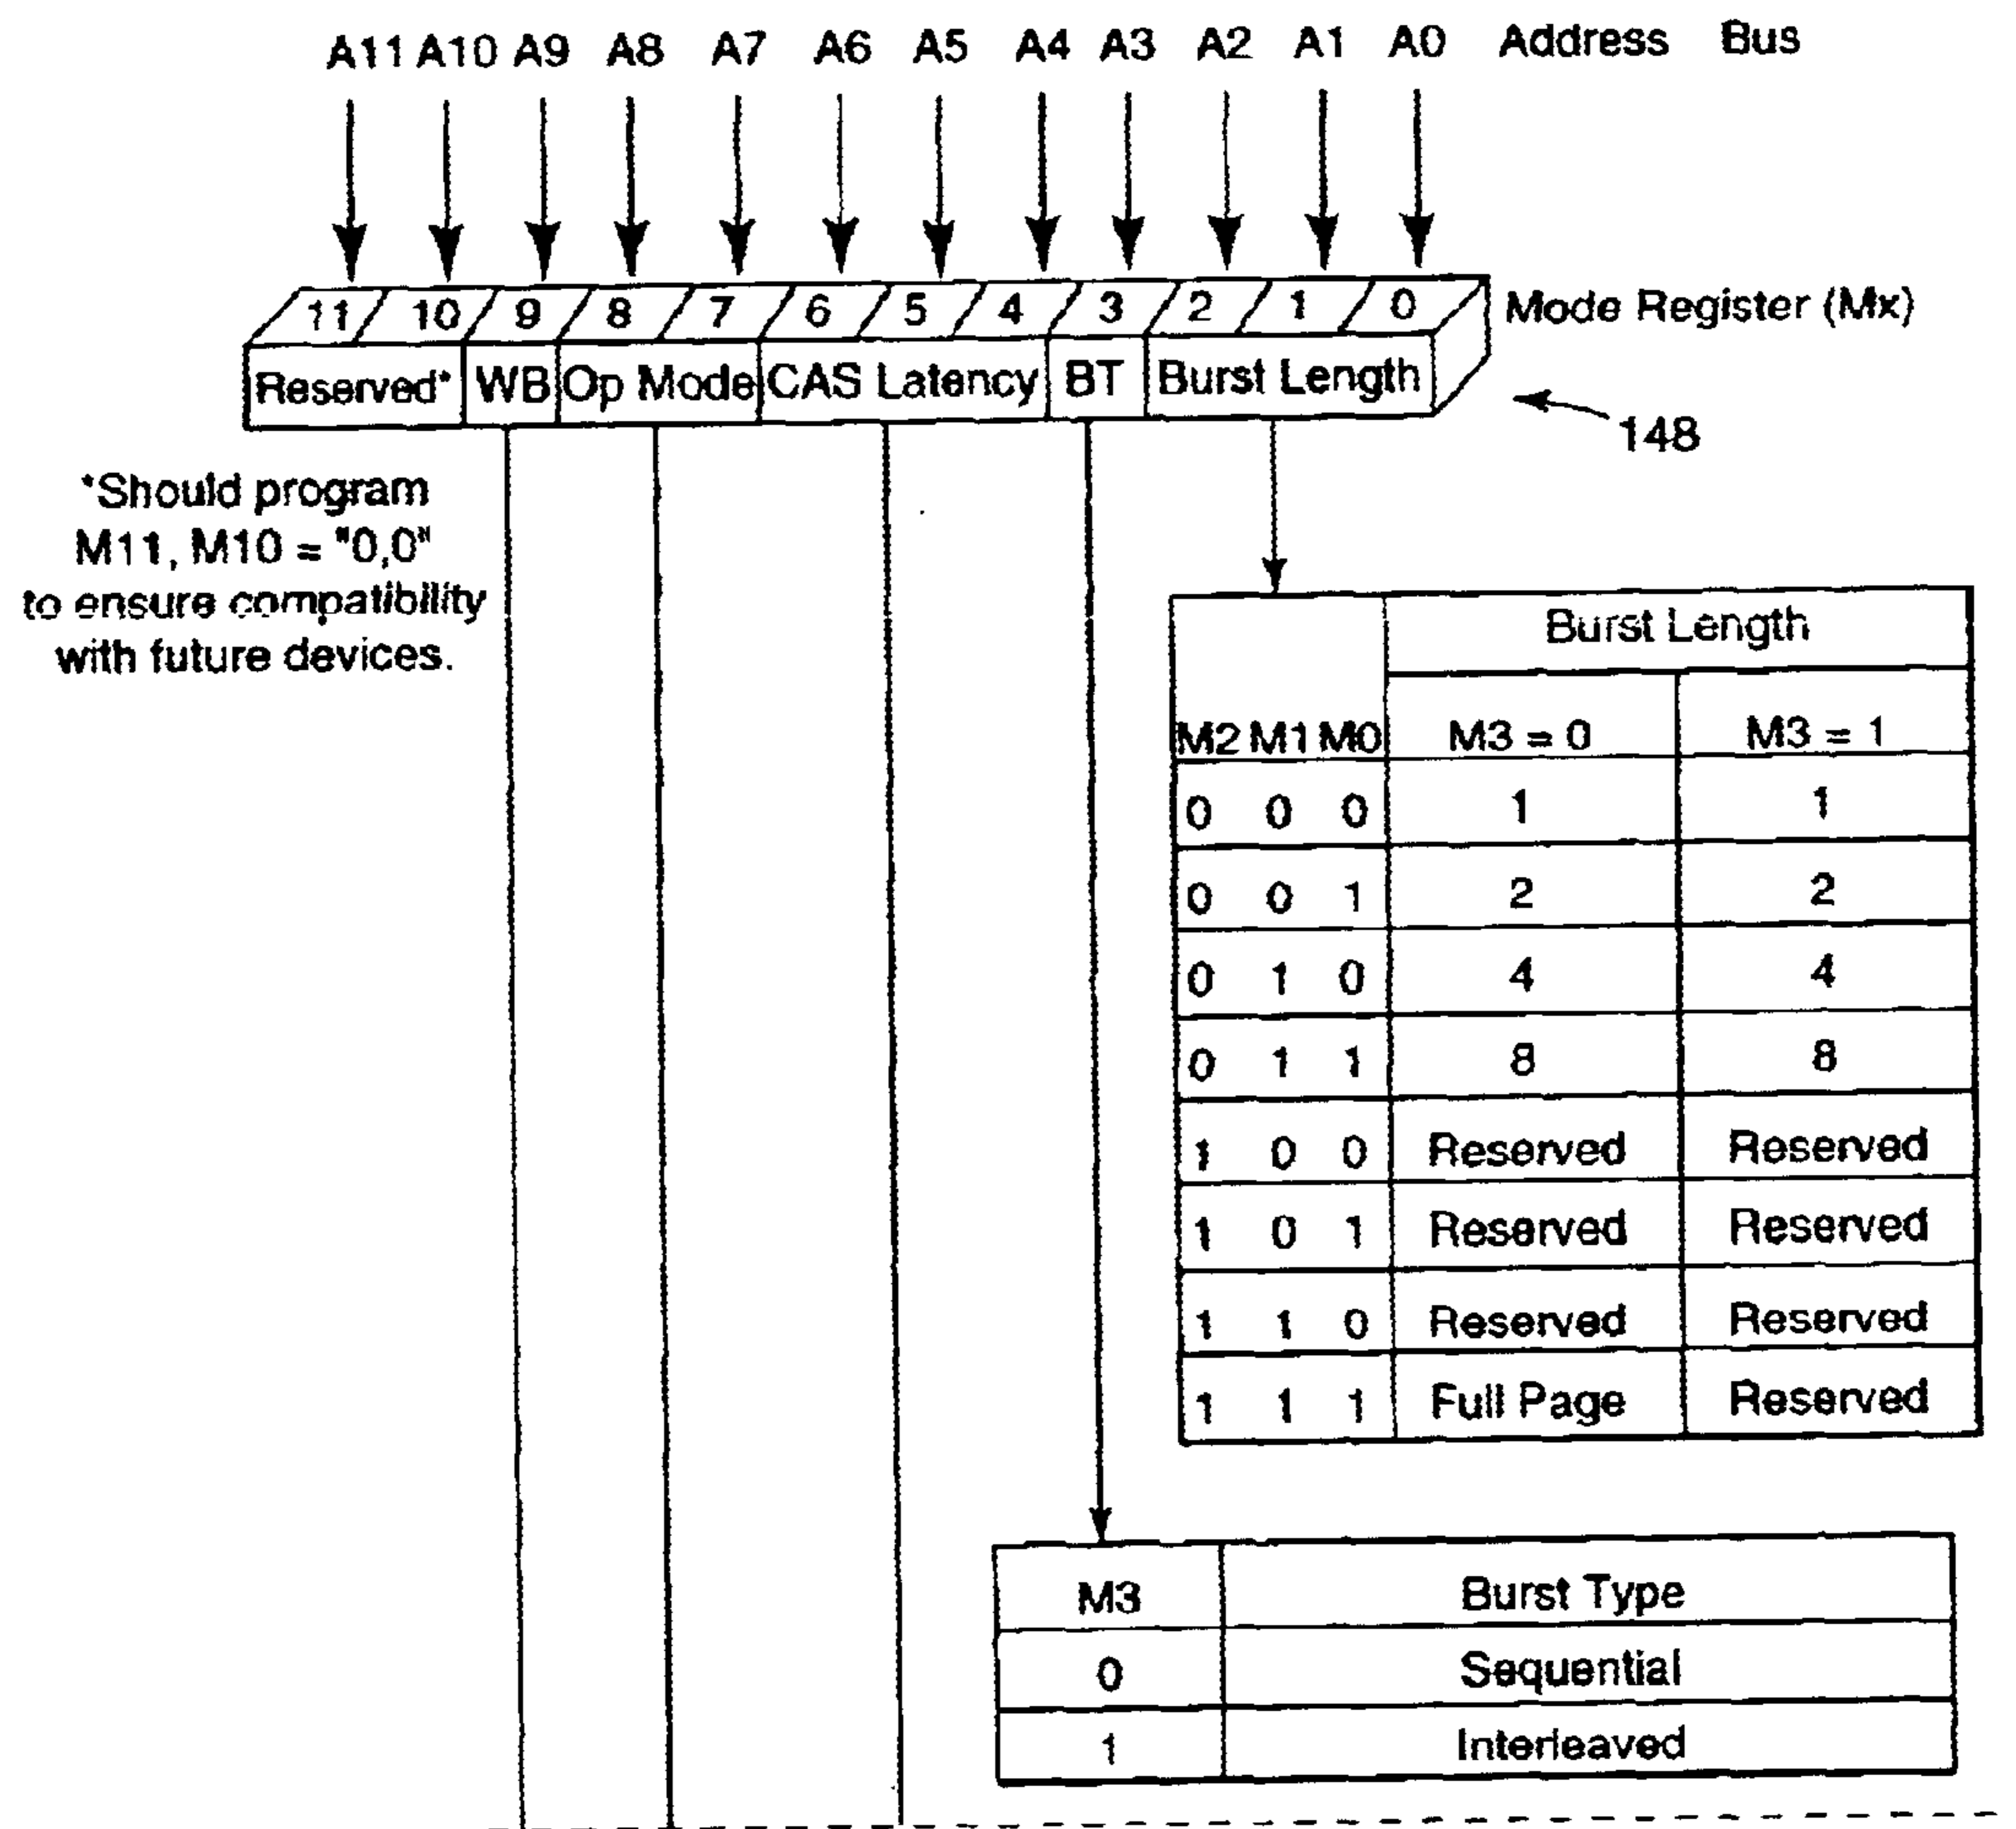 A11 A10 A9 A8 A7 A6 A5 A4 A3 A2 A1 A0 Address Bus
11 10 9 8 7 6 5 4 3 2 1 0 Mode Register (Mx)
Reserved* WB Op Mode CAS Latency BT Burst Length
148
*Should program
M11, M10 = "0,0"
to ensure compatibility
with future devices.
Burst Length
M2 M1 M0 M3 = 0 M3 = 1
0 0 0 1 1
0 0 1 2 2
0 1 0 4 4
0 1 1 8 8
1 0 0 Reserved Reserved
1 0 1 Reserved Reserved
1 1 0 Reserved Reserved
1 1 1 Full Page Reserved
M3 Burst Type
0 Sequential
1 Interleaved